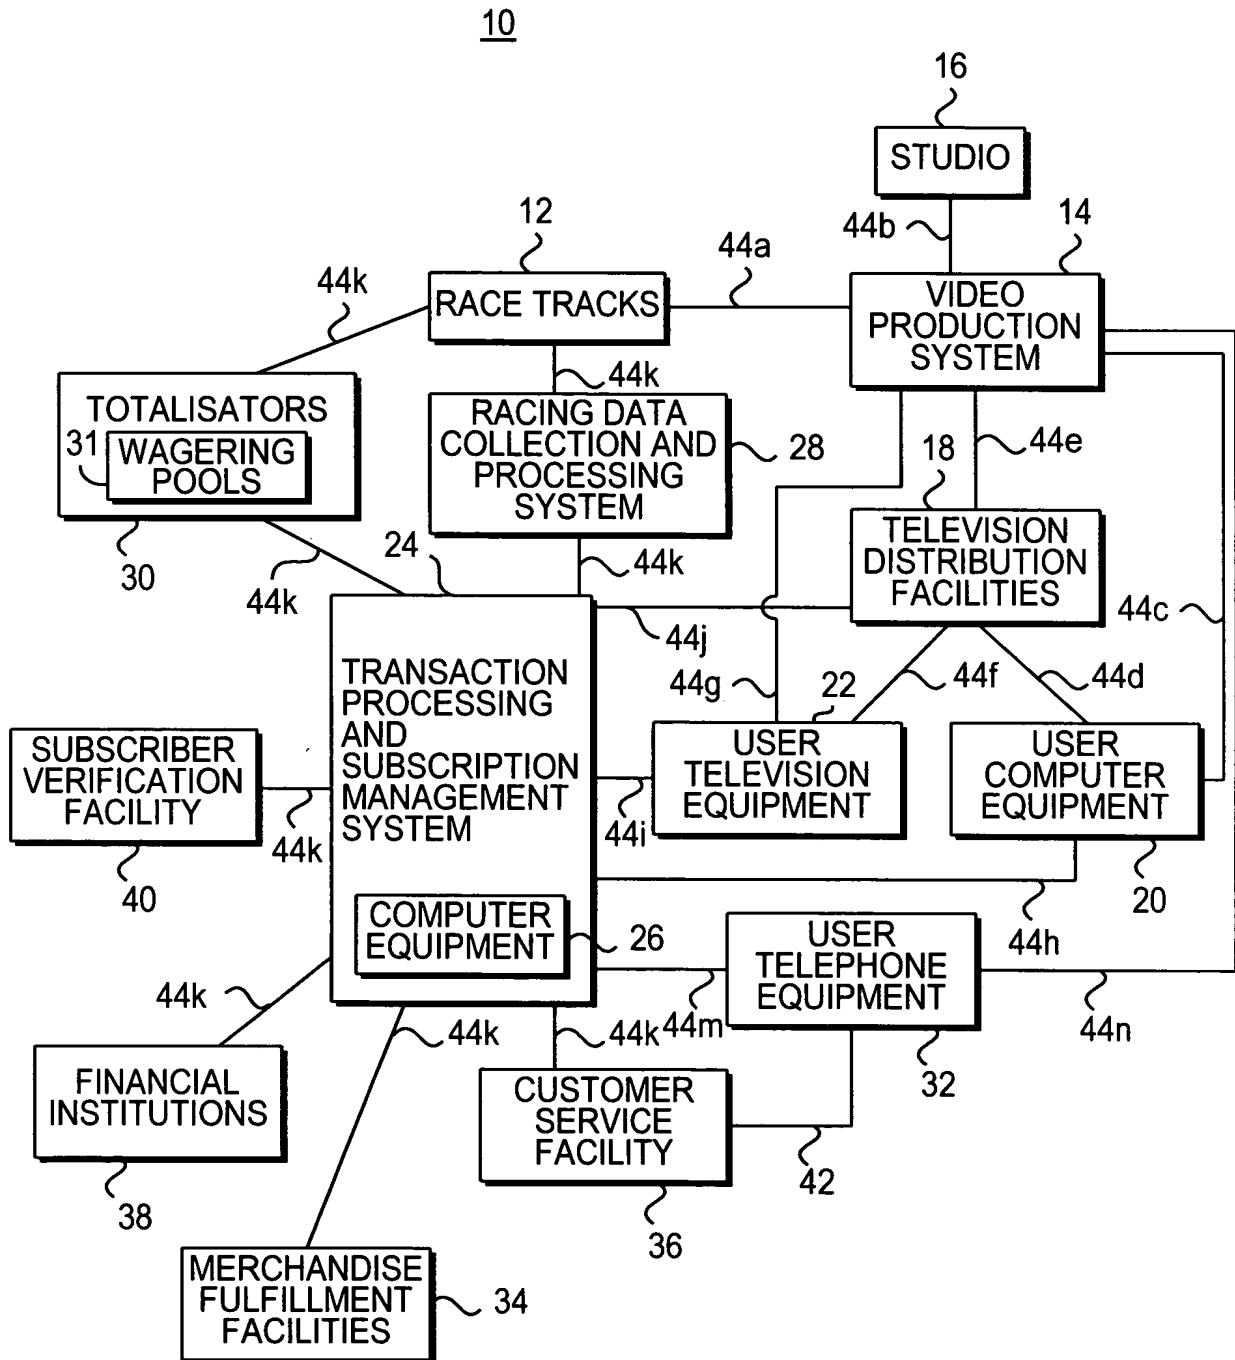 10
16
STUDIO
12
44a
44b
14
44k
RACE TRACKS
VIDEO
PRODUCTION
SYSTEM
44k
TOTALISATORS
31
WAGERING
POOLS
RACING DATA
COLLECTION AND
PROCESSING
SYSTEM
28
18
44e
30
44k
24
44k
TELEVISION
DISTRIBUTION
FACILITIES
44c
44j
TRANSACTION
PROCESSING
AND
SUBSCRIPTION
MANAGEMENT
SYSTEM
44g
22
44f
44d
SUBSCRIBER
VERIFICATION
FACILITY
44k
40
USER
TELEVISION
EQUIPMENT
44i
USER
COMPUTER
EQUIPMENT
20
COMPUTER
EQUIPMENT
26
44h
USER
TELEPHONE
EQUIPMENT
44k
44k
44k
44m
44n
32
FINANCIAL
INSTITUTIONS
38
CUSTOMER
SERVICE
FACILITY
42
36
MERCHANDISE
FULFILLMENT
FACILITIES
34